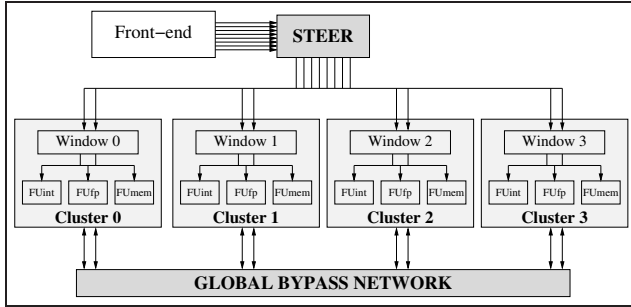 Front-end
STEER
Window 0
Window 1
Window 2
Window 3
FUint FUfp FUmem
FUint FUfp FUmem
FUint FUfp FUmem
FUint FUfp FUmem
Cluster 0
Cluster 1
Cluster 2
Cluster 3
GLOBAL BYPASS NETWORK